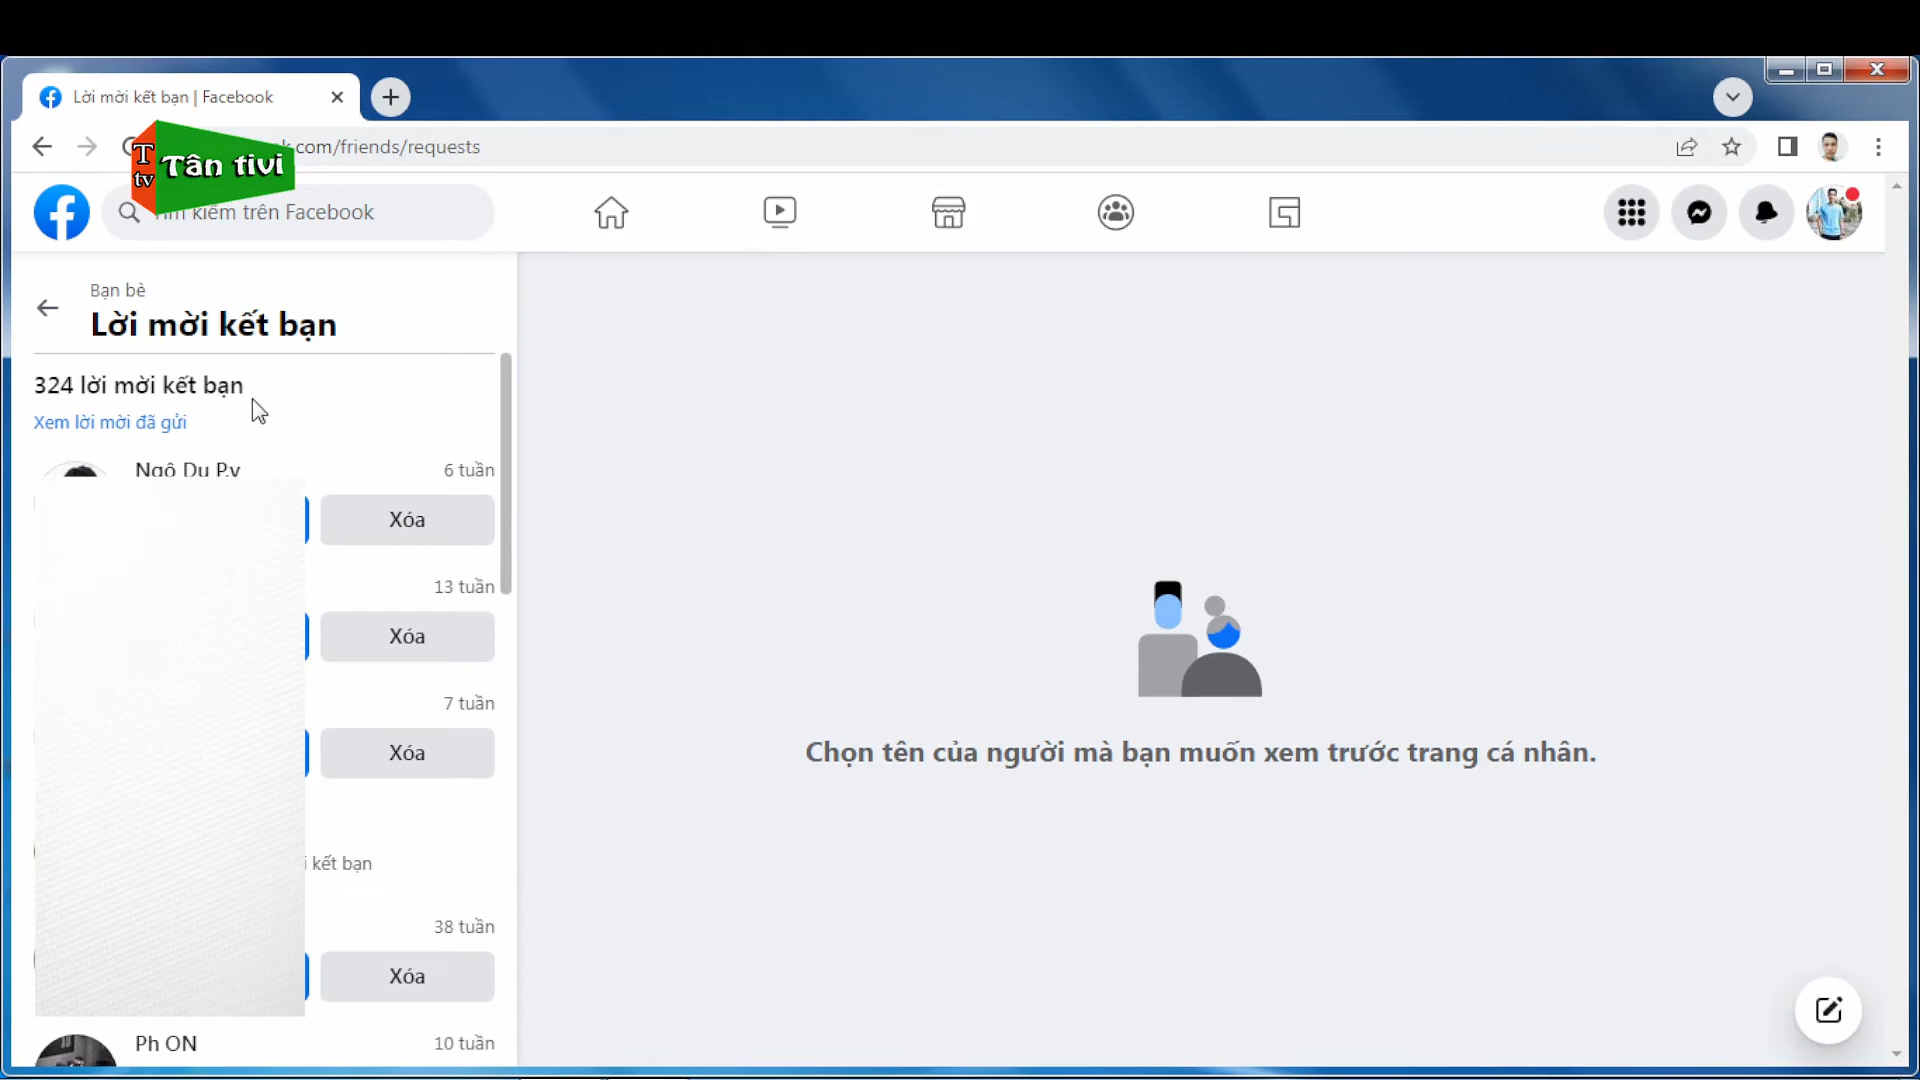 Lời mời kết bạn | Facebook
k.com/friends/requests
T
tv
Tân tivi
kiếm trên Facebook
Bạn bè
Lời mời kết bạn
324 lời mời kết bạn
Xem lời mời đã gửi
Ngô Du P.v
6 tuần
Xóa
13 tuần
Xóa
7 tuần
Xóa
kết bạn
38 tuần
Xóa
Ph ON
10 tuần
Chọn tên của người mà bạn muốn xem trước trang cá nhân.